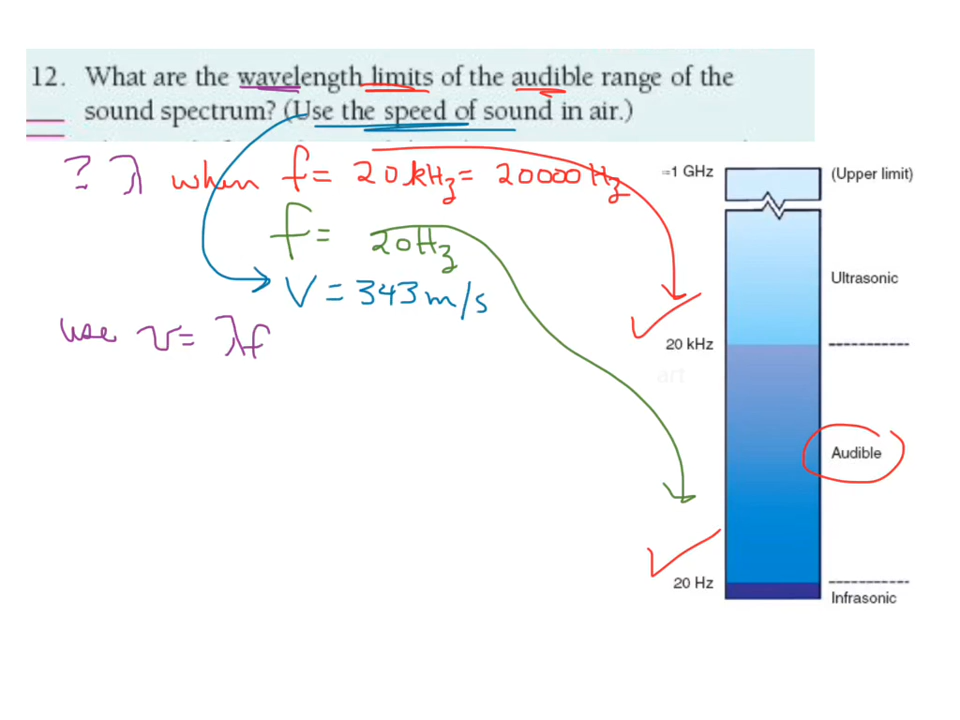 12. What are the wavelength limits of the audible range of the
sound spectrum? (Use the speed of sound in air.)
? λ when f = 20 kHz = 20000 Hz
f = 20Hz
V = 343 m/s
use v = λf
≈1 GHz
(Upper limit)
Ultrasonic
20 kHz
art
Audible
20 Hz
Infrasonic